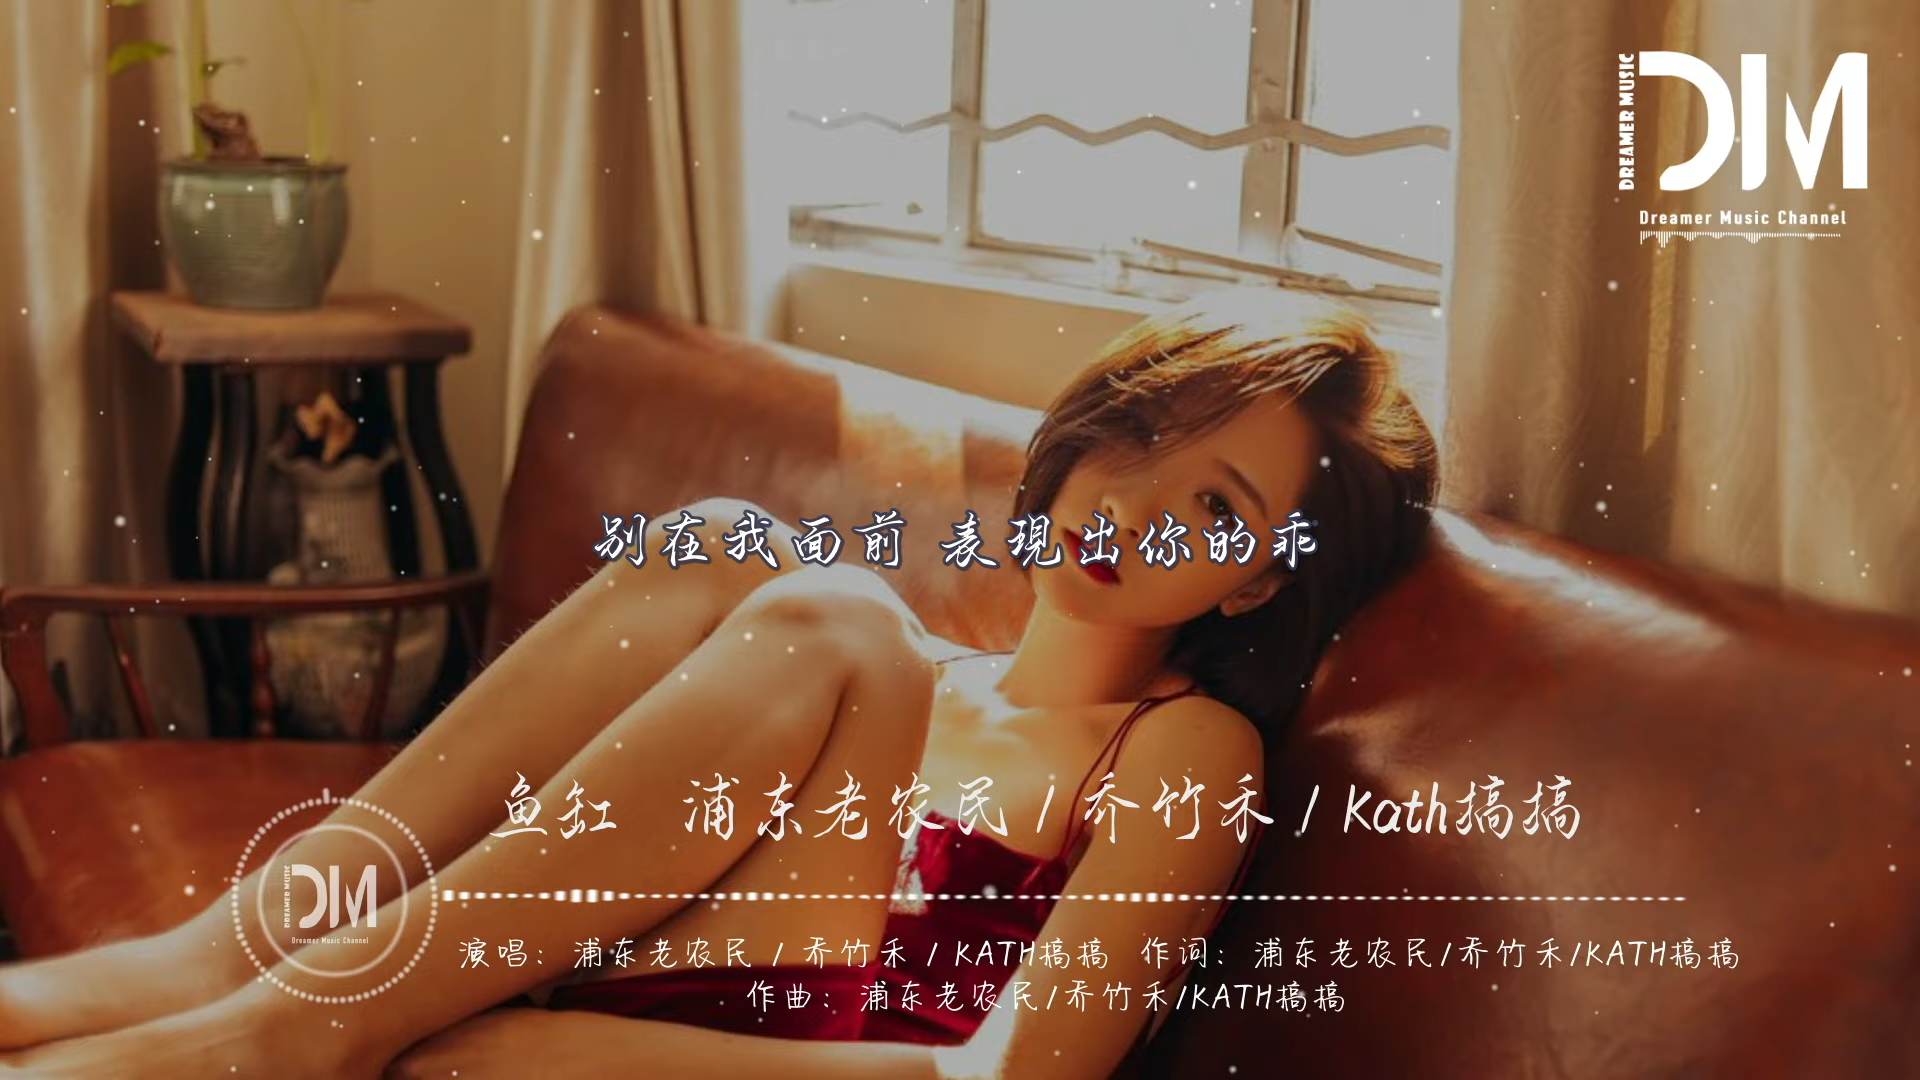 DREAMER MUSIC
DM
Dreamer Music Channel
别在我面前 表現出你的乖
鱼缸 浦东老农民 / 乔竹禾 / Kath搞搞
DREAMER MUSIC
DM
Dreamer Music Channel
演唱: 浦东老农民 / 乔竹禾 / KATH搞搞 作词: 浦东老农民/乔竹禾/KATH搞搞
作曲: 浦东老农民/乔竹禾/KATH搞搞